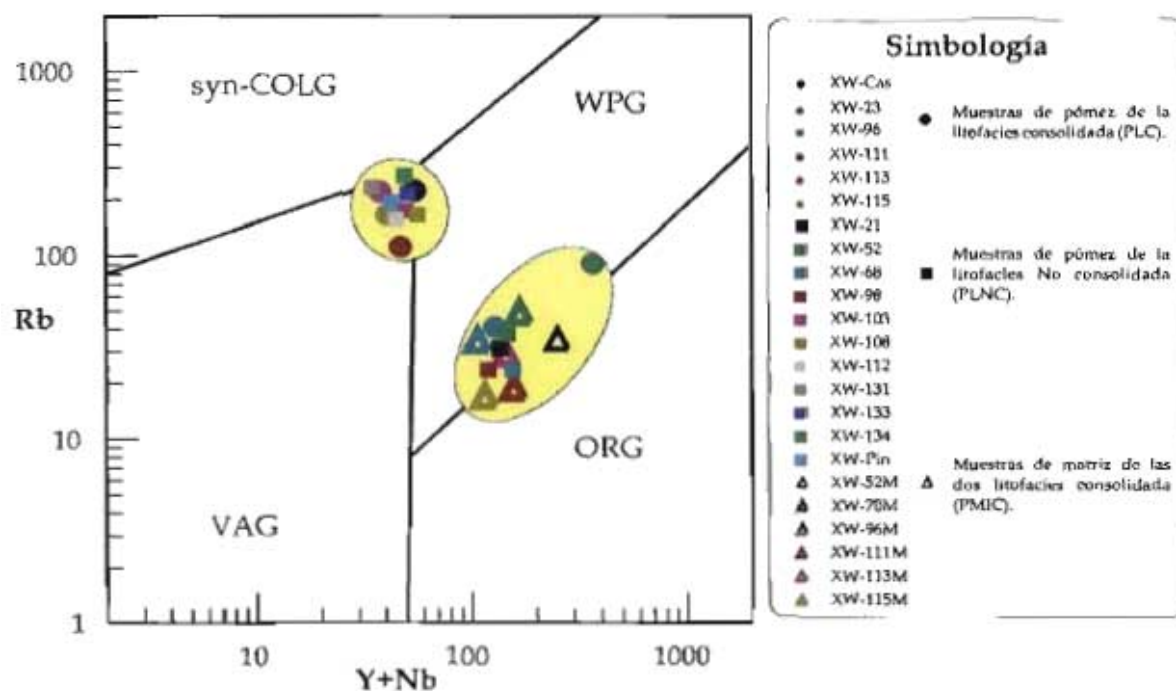 1000
syn-COLG
WPG
100
Rb
10
ORG
VAG
1
10
100
1000
Y+Nb
Simbología
XW-Cas
XW-23
XW-96
XW-111
XW-113
XW-115
XW-21
XW-52
XW-68
XW-98
XW-103
XW-108
XW-112
XW-131
XW-133
XW-134
XW-Pin
XW-52M
XW-70M
XW-96M
XW-111M
XW-113M
XW-115M
Muestras de pómez de la
litofacies consolidada (PLC).
Muestras de pómez de la
litofacies No consolidada
(PLNC).
Muestras de matriz de las
dos litofacies consolidada
(PMIC).